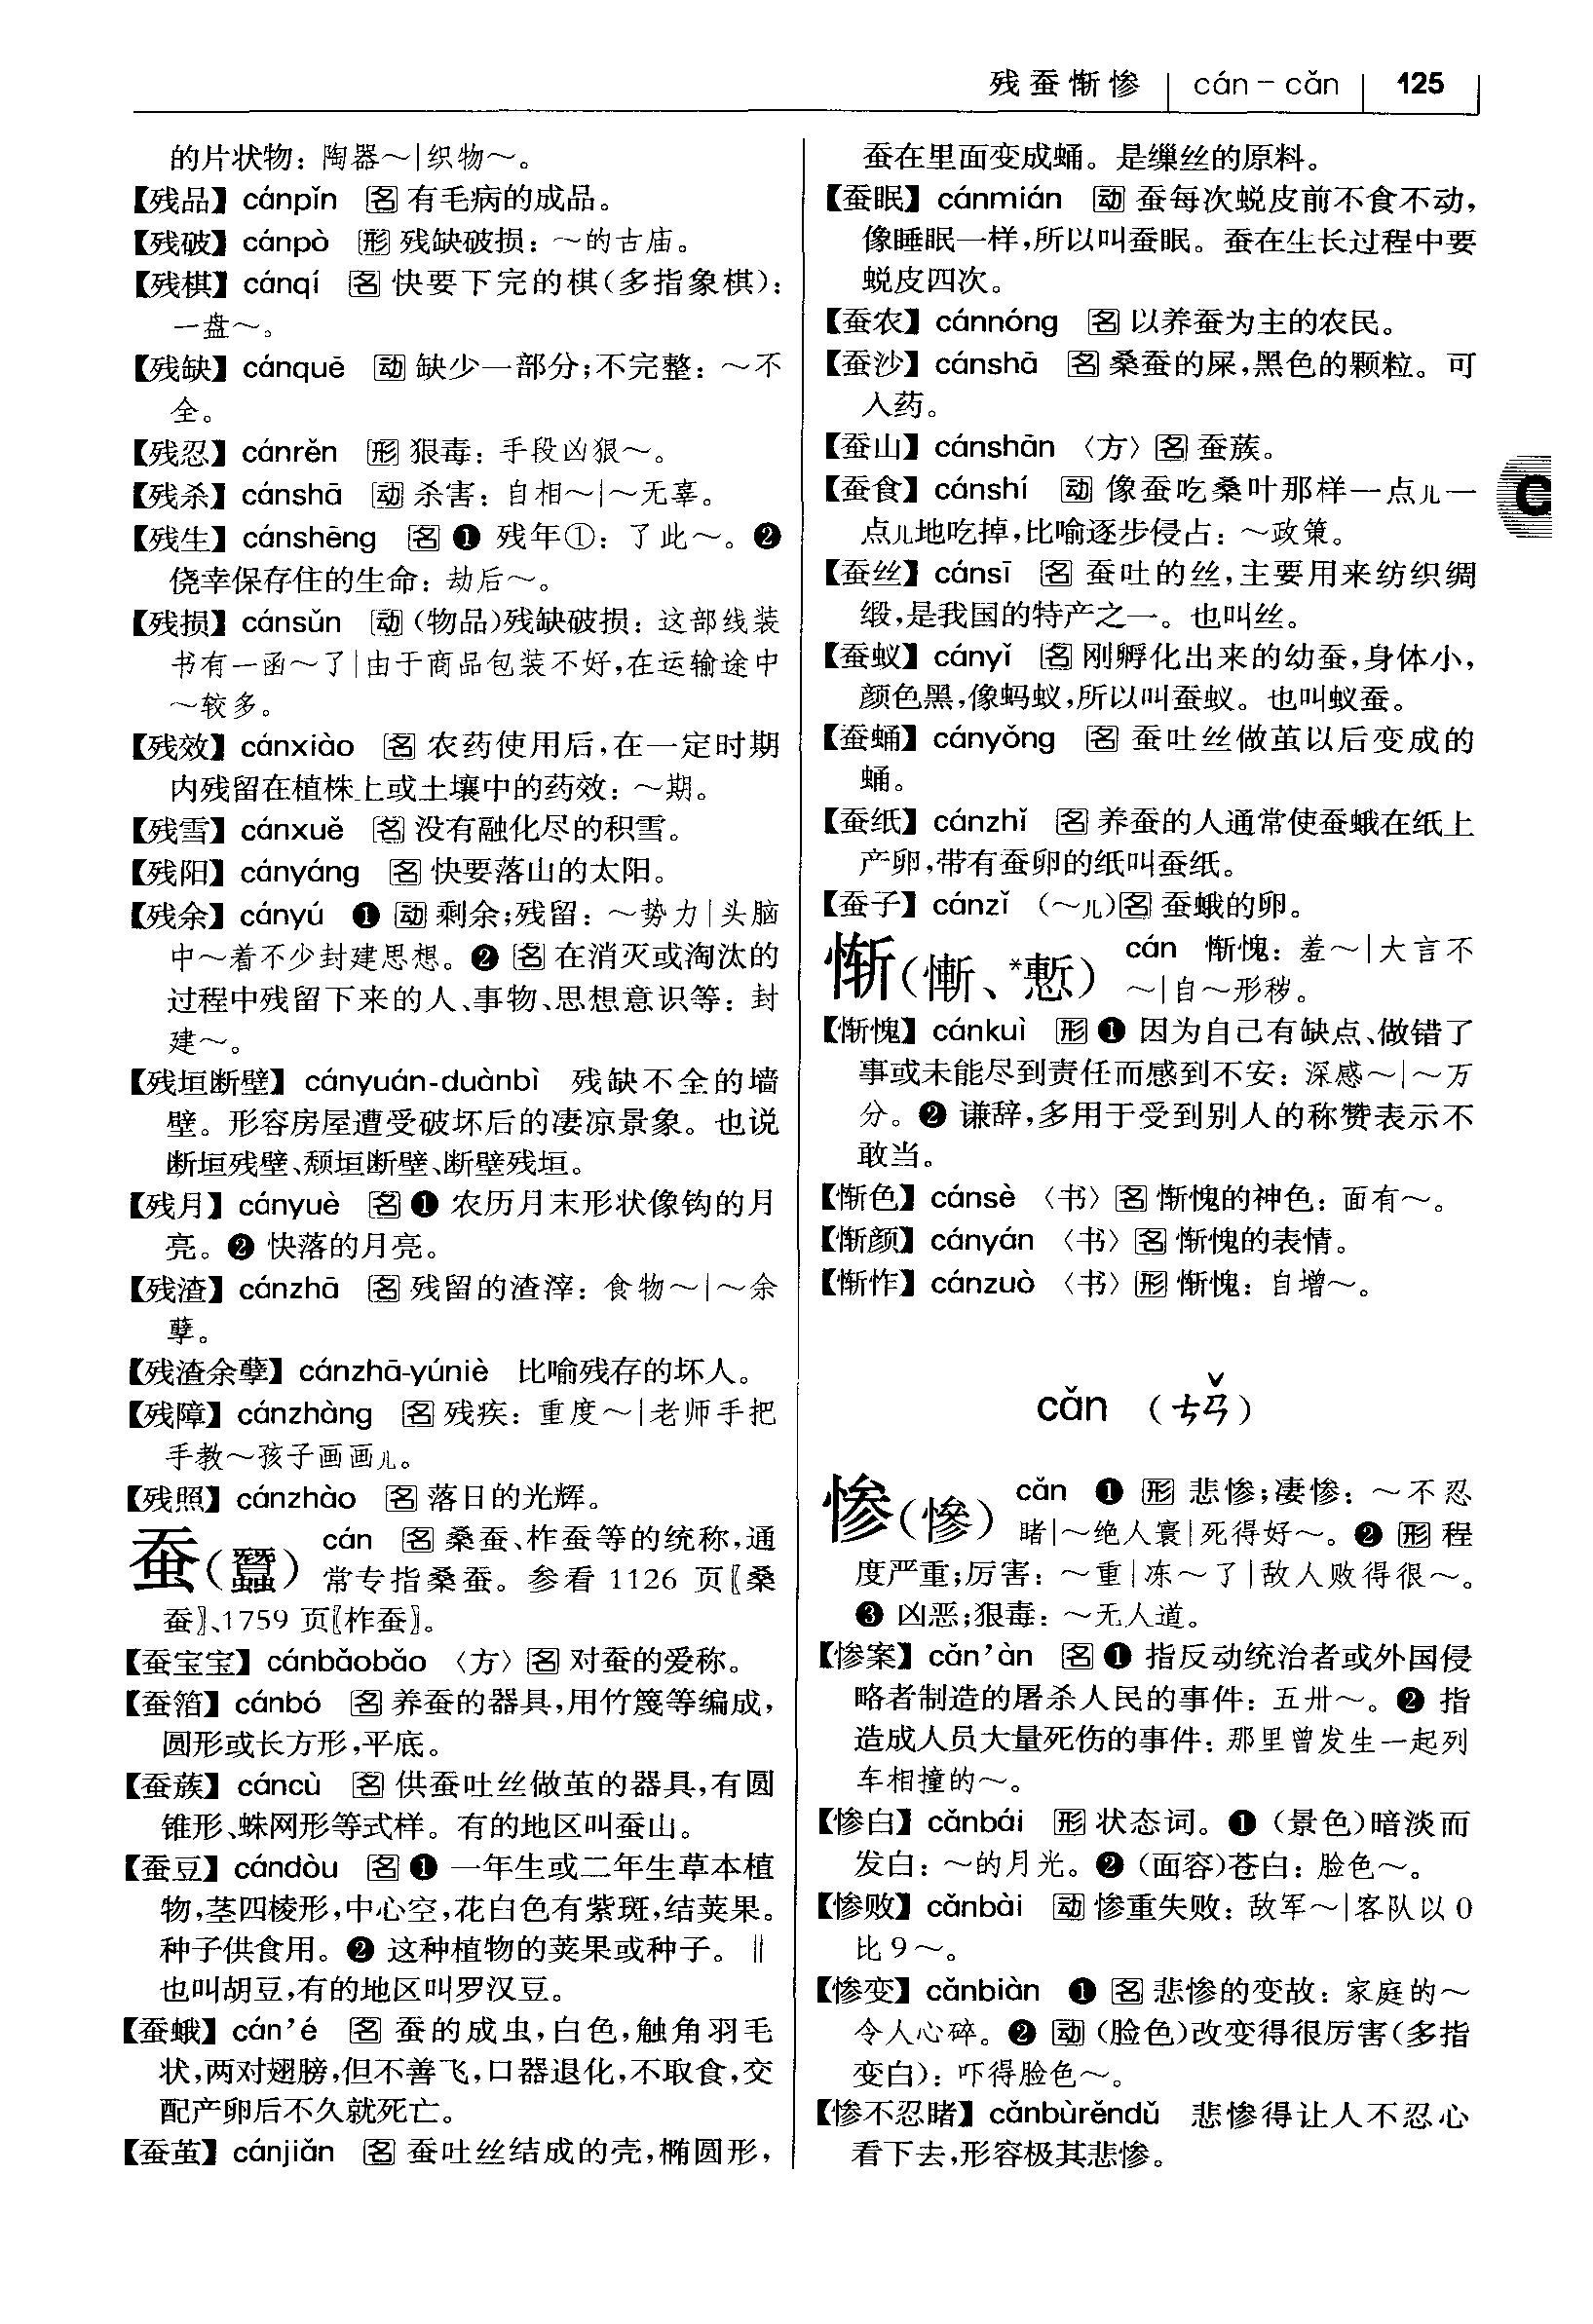 残蚕惭惨 | cán－cǎn | 125
的片状物：陶器～|织物～。
【残品】cánpǐn 名 有毛病的成品。
【残破】cánpò 形 残缺破损：～的古庙。
【残棋】cánqí 名 快要下完的棋(多指象棋)：
一盘～。
【残缺】cánquē 动 缺少一部分;不完整：～不
全。
【残忍】cánrěn 形 狠毒：手段凶狠～。
【残杀】cánshā 动 杀害：自相～|～无辜。
【残生】cánshēng 名 ❶ 残年①：了此～。❷
侥幸保存住的生命：劫后～。
【残损】cánsǔn 动 (物品)残缺破损：这部线装
书有一函～了|由于商品包装不好,在运输途中
～较多。
【残效】cánxiào 名 农药使用后,在一定时期
内残留在植株上或土壤中的药效：～期。
【残雪】cánxuě 名 没有融化尽的积雪。
【残阳】cányáng 名 快要落山的太阳。
【残余】cányú ❶ 动 剩余;残留：～势力|头脑
中～着不少封建思想。❷ 名 在消灭或淘汰的
过程中残留下来的人、事物、思想意识等：封
建～。
【残垣断壁】cányuán-duànbì 残缺不全的墙
壁。形容房屋遭受破坏后的凄凉景象。也说
断垣残壁、颓垣断壁、断壁残垣。
【残月】cányuè 名 ❶ 农历月末形状像钩的月
亮。❷ 快落的月亮。
【残渣】cánzhā 名 残留的渣滓：食物～|～余
孽。
【残渣余孽】cánzhā-yúniè 比喻残存的坏人。
【残障】cánzhàng 名 残疾：重度～|老师手把
手教～孩子画画儿。
【残照】cánzhào 名 落日的光辉。
蚕(蠶) cán 名 桑蚕、柞蚕等的统称,通
常专指桑蚕。参看 1126 页〖桑
蚕〗、1759 页〖柞蚕〗。
【蚕宝宝】cánbǎobǎo 〈方〉名 对蚕的爱称。
【蚕箔】cánbó 名 养蚕的器具,用竹篾等编成,
圆形或长方形,平底。
【蚕蔟】cáncù 名 供蚕吐丝做茧的器具,有圆
锥形、蛛网形等式样。有的地区叫蚕山。
【蚕豆】cándòu 名 ❶ 一年生或二年生草本植
物,茎四棱形,中心空,花白色有紫斑,结荚果。
种子供食用。❷ 这种植物的荚果或种子。‖
也叫胡豆,有的地区叫罗汉豆。
【蚕蛾】cán’é 名 蚕的成虫,白色,触角羽毛
状,两对翅膀,但不善飞,口器退化,不取食,交
配产卵后不久就死亡。
【蚕茧】cánjiǎn 名 蚕吐丝结成的壳,椭圆形,
蚕在里面变成蛹。是缫丝的原料。
【蚕眠】cánmián 动 蚕每次蜕皮前不食不动,
像睡眠一样,所以叫蚕眠。蚕在生长过程中要
蜕皮四次。
【蚕农】cánnóng 名 以养蚕为主的农民。
【蚕沙】cánshā 名 桑蚕的屎,黑色的颗粒。可
入药。
【蚕山】cánshān 〈方〉名 蚕蔟。
【蚕食】cánshí 动 像蚕吃桑叶那样一点儿一
点儿地吃掉,比喻逐步侵占：～政策。
【蚕丝】cánsī 名 蚕吐的丝,主要用来纺织绸
缎,是我国的特产之一。也叫丝。
【蚕蚁】cányǐ 名 刚孵化出来的幼蚕,身体小,
颜色黑,像蚂蚁,所以叫蚕蚁。也叫蚁蚕。
【蚕蛹】cányǒng 名 蚕吐丝做茧以后变成的
蛹。
【蚕纸】cánzhǐ 名 养蚕的人通常使蚕蛾在纸上
产卵,带有蚕卵的纸叫蚕纸。
【蚕子】cánzǐ (～儿)名 蚕蛾的卵。
惭(慚、*慙) cán 惭愧：羞～|大言不
～|自～形秽。
【惭愧】cánkuì 形 ❶ 因为自己有缺点、做错了
事或未能尽到责任而感到不安：深感～|～万
分。❷ 谦辞,多用于受到别人的称赞表示不
敢当。
【惭色】cánsè 〈书〉名 惭愧的神色：面有～。
【惭颜】cányán 〈书〉名 惭愧的表情。
【惭怍】cánzuò 〈书〉形 惭愧：自增～。
cǎn (ㄘㄢˇ)
C
惨(慘) cǎn ❶ 形 悲惨;凄惨：～不忍
睹|～绝人寰|死得好～。❷ 形 程
度严重;厉害：～重|冻～了|敌人败得很～。
❸ 凶恶;狠毒：～无人道。
【惨案】cǎn’àn 名 ❶ 指反动统治者或外国侵
略者制造的屠杀人民的事件：五卅～。❷ 指
造成人员大量死伤的事件：那里曾发生一起列
车相撞的～。
【惨白】cǎnbái 形 状态词。❶ (景色)暗淡而
发白：～的月光。❷ (面容)苍白：脸色～。
【惨败】cǎnbài 动 惨重失败：敌军～|客队以 0
比 9 ～。
【惨变】cǎnbiàn ❶ 名 悲惨的变故：家庭的～
令人心碎。❷ 动 (脸色)改变得很厉害(多指
变白)：吓得脸色～。
【惨不忍睹】cǎnbùrěndǔ 悲惨得让人不忍心
看下去,形容极其悲惨。